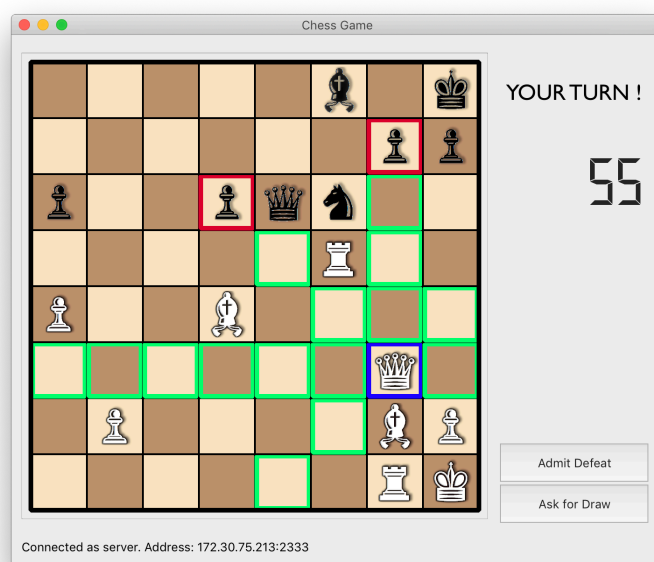 Chess Game
YOUR TURN !
55
Admit Defeat
Ask for Draw
Connected as server. Address: 172.30.75.213:2333